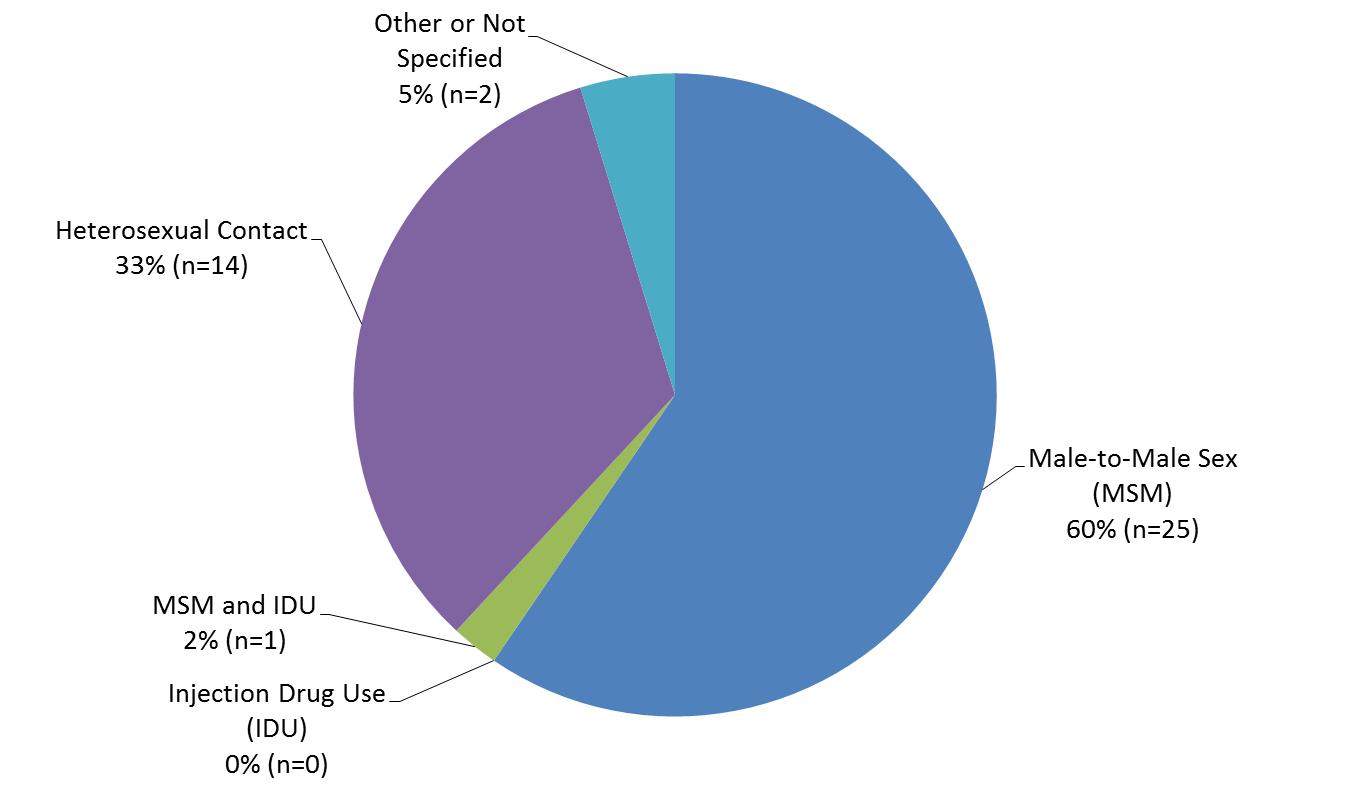 Other or Not
Specified
5% (n=2)
Heterosexual Contact
33% (n=14)
Male-to-Male Sex
(MSM)
60% (n=25)
MSM and IDU
2% (n=1)
Injection Drug Use
(IDU)
0% (n=0)